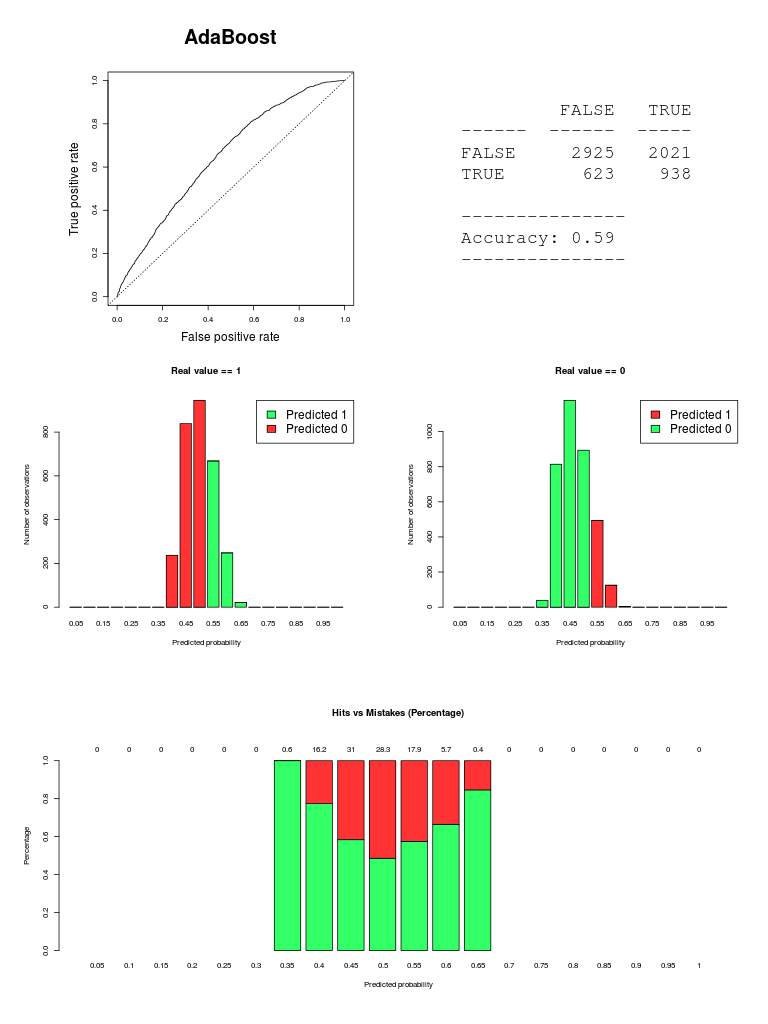 AdaBoost
True positive rate
0.0 0.2 0.4 0.6 0.8 1.0
0.0 0.2 0.4 0.6 0.8 1.0
False positive rate
FALSE TRUE
------ ------ -----
FALSE 2925 2021
TRUE 623 938
---------------
Accuracy: 0.59
---------------
Real value == 1
Predicted 1
Predicted 0
Number of observations
0 200 400 600 800
0.05 0.15 0.25 0.35 0.45 0.55 0.65 0.75 0.85 0.95
Predicted probability
Real value == 0
Predicted 1
Predicted 0
Number of observations
0 200 400 600 800 1000
0.05 0.15 0.25 0.35 0.45 0.55 0.65 0.75 0.85 0.95
Predicted probability
Hits vs Mistakes (Percentage)
0 0 0 0 0 0 0.6 16.2 31 28.3 17.9 5.7 0.4 0 0 0 0 0 0 0
Percentage
0.0 0.2 0.4 0.6 0.8 1.0
0.05 0.1 0.15 0.2 0.25 0.3 0.35 0.4 0.45 0.5 0.55 0.6 0.65 0.7 0.75 0.8 0.85 0.9 0.95 1
Predicted probability